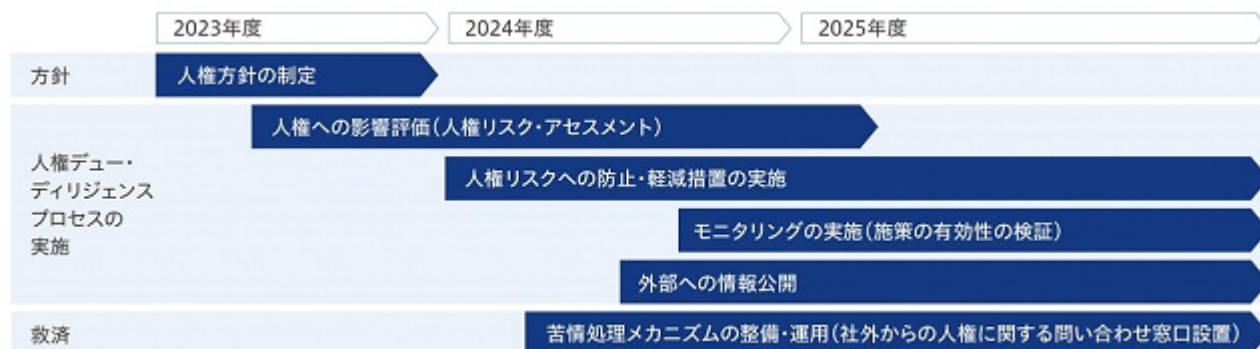 2023年度
2024年度
2025年度
方針
人権方針の制定
人権デュー・
ディリジェンス
プロセスの
実施
人権への影響評価(人権リスク・アセスメント)
人権リスクへの防止・軽減措置の実施
モニタリングの実施(施策の有効性の検証)
外部への情報公開
救済
苦情処理メカニズムの整備・運用(社外からの人権に関する問い合わせ窓口設置)